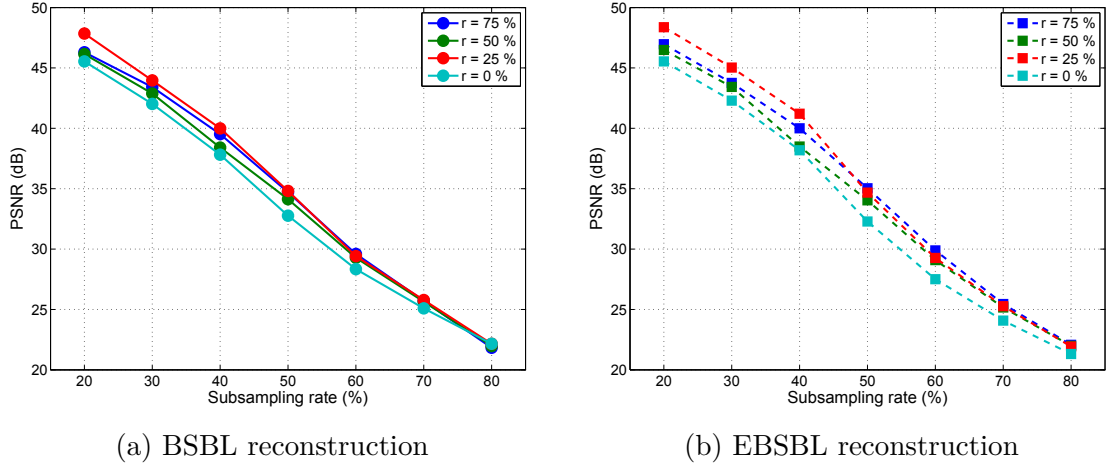 50
45
40
35
30
25
20
PSNR (dB)
20 30 40 50 60 70 80
Subsampling rate (%)
r = 75 %
r = 50 %
r = 25 %
r = 0 %
(a) BSBL reconstruction
50
45
40
35
30
25
20
PSNR (dB)
20 30 40 50 60 70 80
Subsampling rate (%)
r = 75 %
r = 50 %
r = 25 %
r = 0 %
(b) EBSBL reconstruction